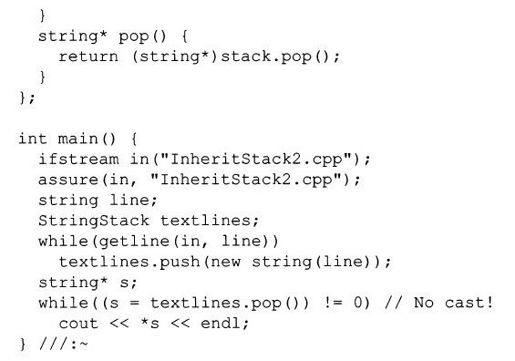 }
  string* pop() {
    return (string*)stack.pop();
  }
};

int main() {
  ifstream in("InheritStack2.cpp");
  assure(in, "InheritStack2.cpp");
  string line;
  StringStack textlines;
  while(getline(in, line))
    textlines.push(new string(line));
  string* s;
  while((s = textlines.pop()) != 0) // No cast!
    cout << *s << endl;
} ///:~